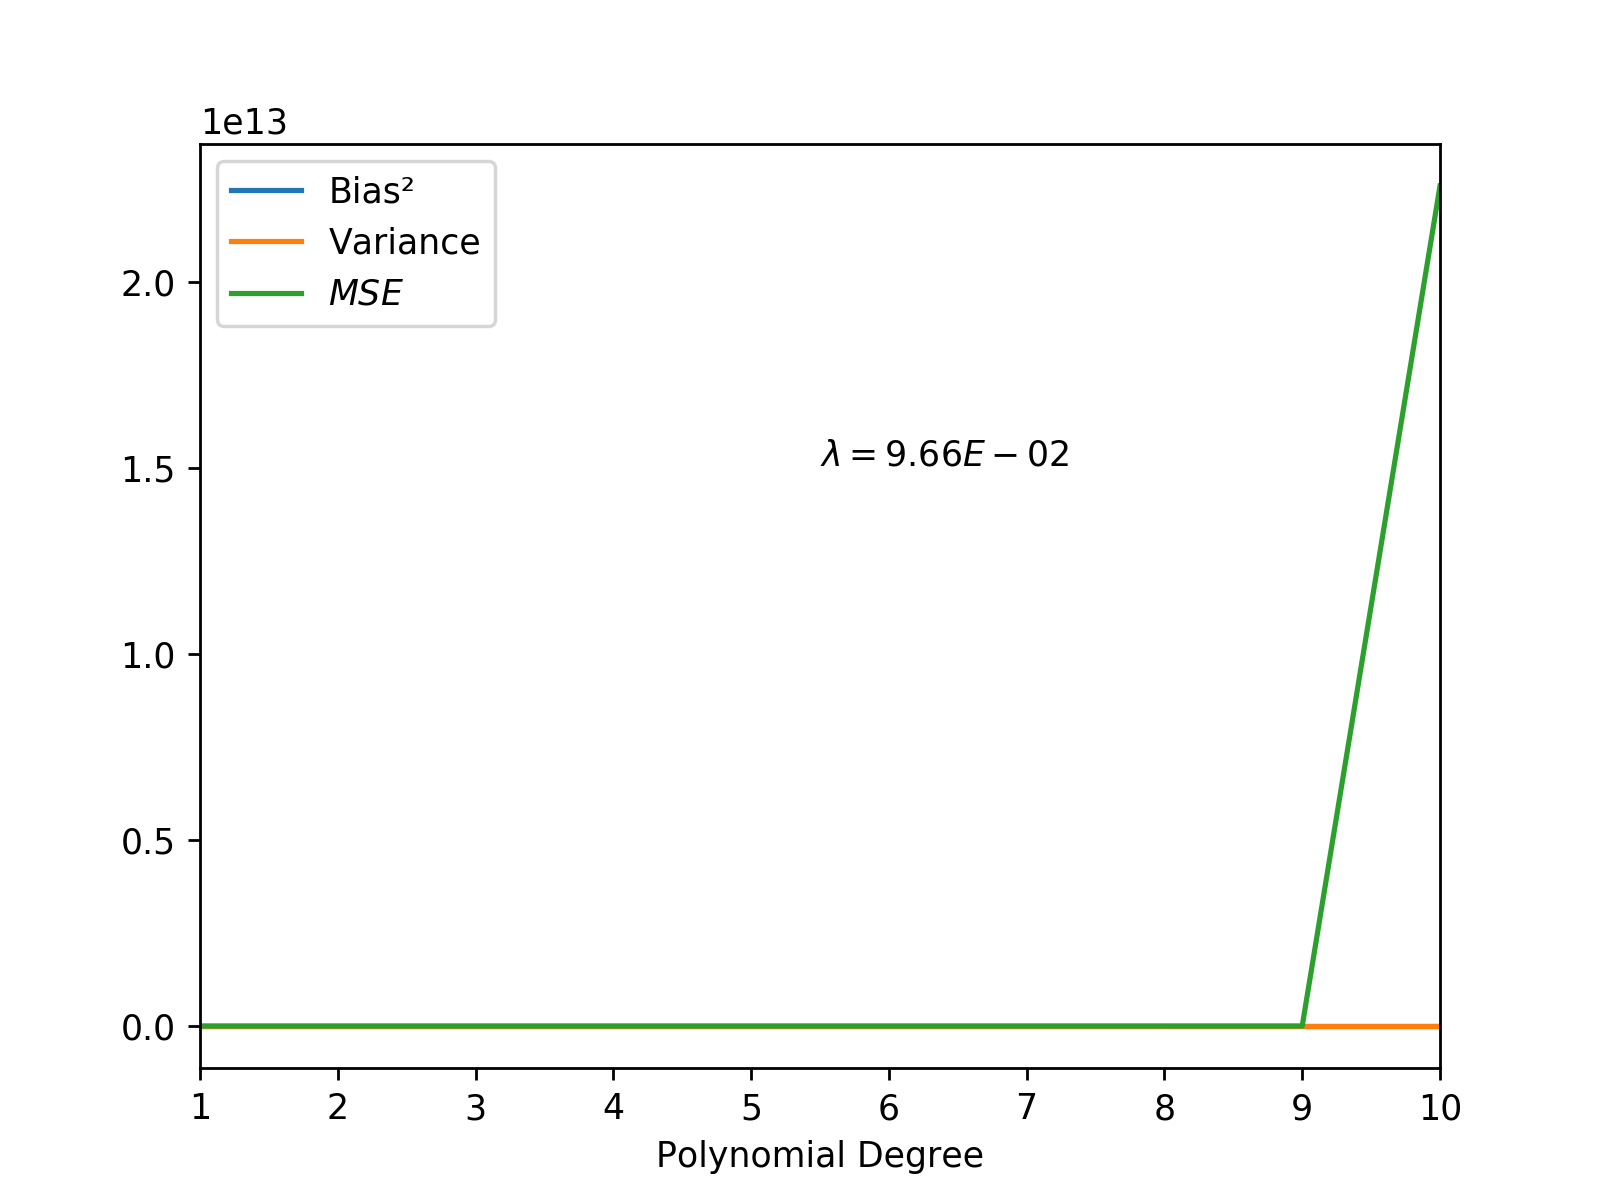 1e13
Bias²
Variance
MSE
2.0
1.5
1.0
0.5
0.0
λ = 9.66E − 02
1 2 3 4 5 6 7 8 9 10
Polynomial Degree